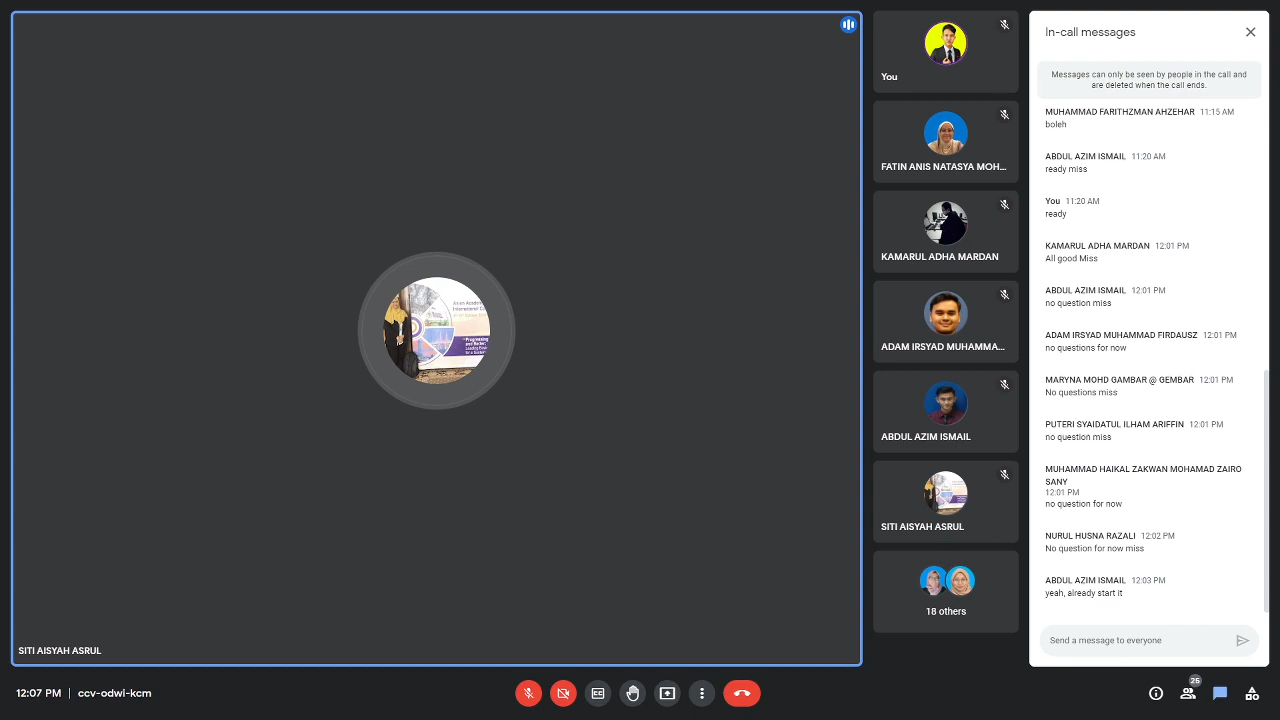 SITI AISYAH ASRUL
12:07 PM | ccv-odwi-kcm
You
FATIN ANIS NATASYA MOH...
KAMARUL ADHA MARDAN
ADAM IRSYAD MUHAMMA...
ABDUL AZIM ISMAIL
SITI AISYAH ASRUL
18 others
In-call messages
Messages can only be seen by people in the call and
are deleted when the call ends.
MUHAMMAD FARITHZMAN AHZEHAR 11:15 AM
boleh
ABDUL AZIM ISMAIL 11:20 AM
ready miss
You 11:20 AM
ready
KAMARUL ADHA MARDAN 12:01 PM
All good Miss
ABDUL AZIM ISMAIL 12:01 PM
no question miss
ADAM IRSYAD MUHAMMAD FIRDAUSZ 12:01 PM
no questions for now
MARYNA MOHD GAMBAR @ GEMBAR 12:01 PM
No questions miss
PUTERI SYAIDATUL ILHAM ARIFFIN 12:01 PM
no question miss
MUHAMMAD HAIKAL ZAKWAN MOHAMAD ZAIRO
SANY
12:01 PM
no question for now
NURUL HUSNA RAZALI 12:02 PM
No question for now miss
ABDUL AZIM ISMAIL 12:03 PM
yeah, already start it
Send a message to everyone
25